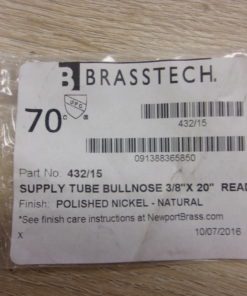 B BRASSTECH®
70 C UPC ®
432/15
091388365850
Part No. 432/15
SUPPLY TUBE BULLNOSE 3/8"X 20" READ
Finish: POLISHED NICKEL - NATURAL
*See finish care instructions at NewportBrass.com
X 10/07/2016